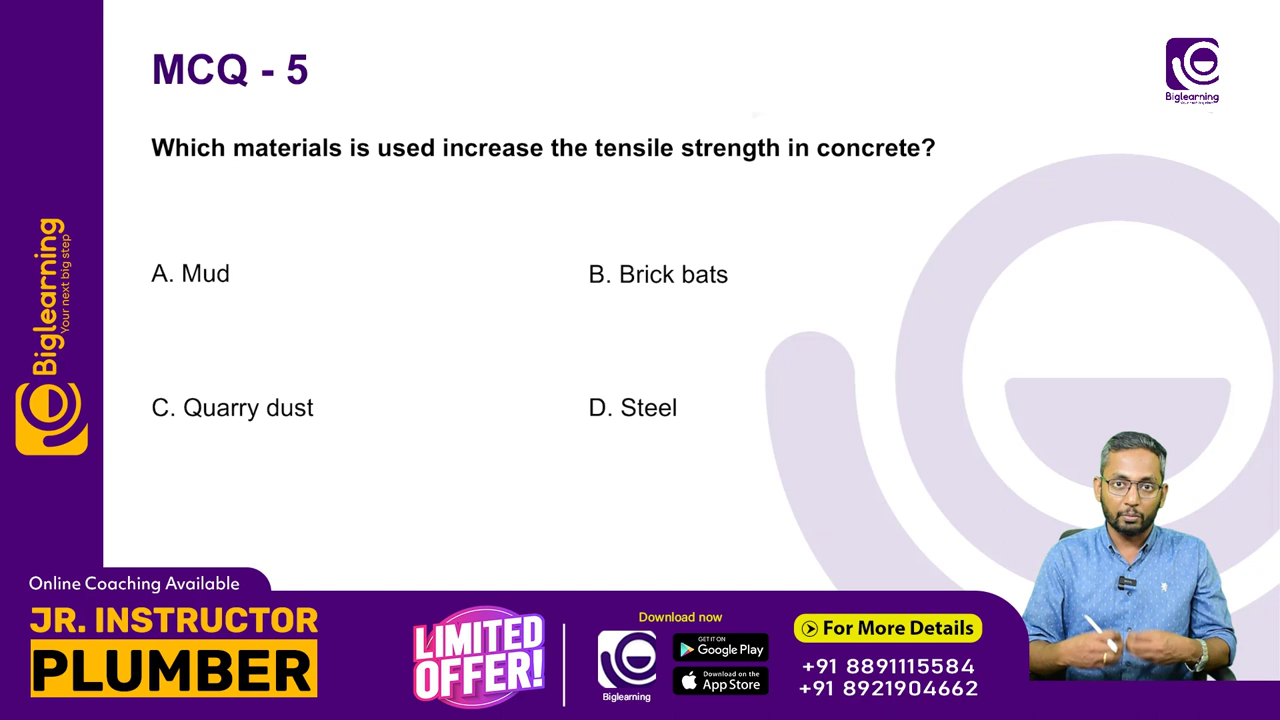 MCQ - 5
Biglearning
Which materials is used increase the tensile strength in concrete?
A. Mud
B. Brick bats
C. Quarry dust
D. Steel
Biglearning
Your next big step
Online Coaching Available
JR. INSTRUCTOR
PLUMBER
LIMITED
OFFER!
Download now
Biglearning
GET IT ON
Google Play
Download on the
App Store
For More Details
+91 8891115584
+91 8921904662